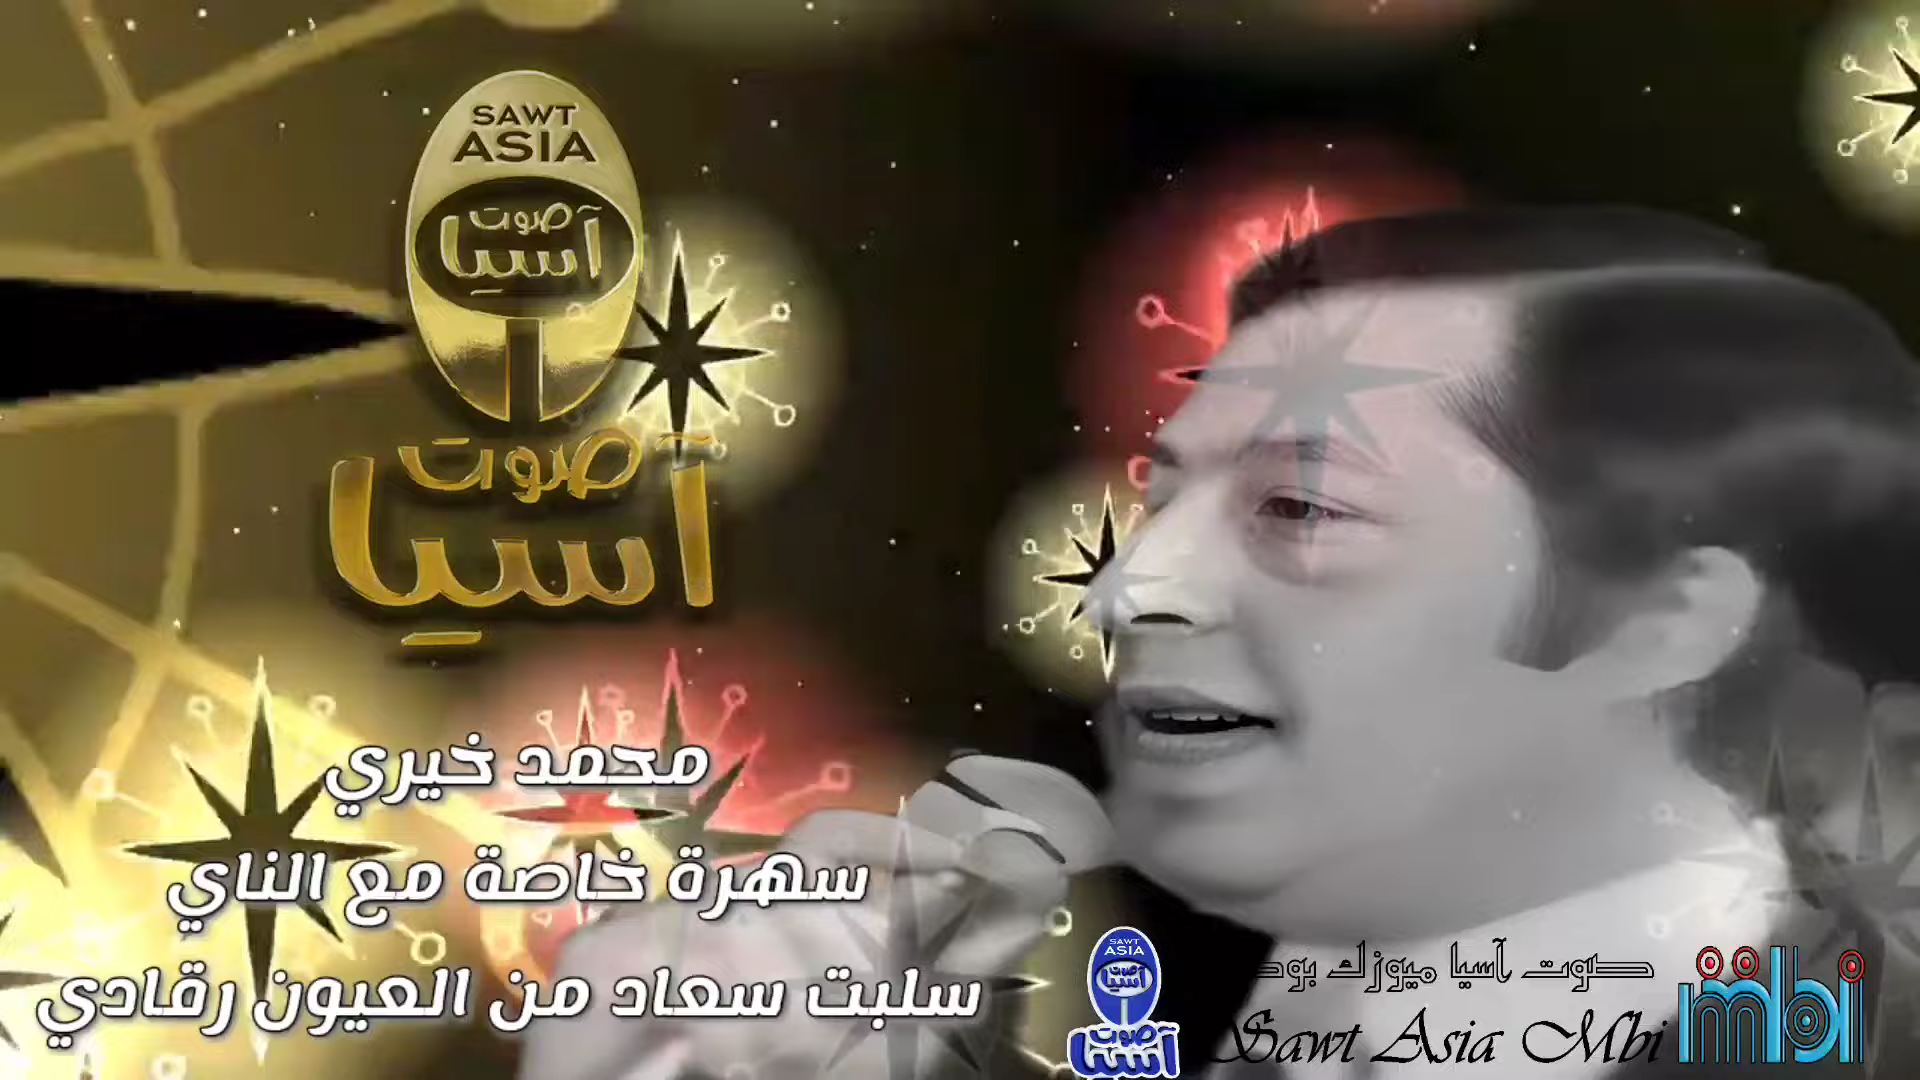 SAWT
ASIA
صوت
آسيا
صوت
آسيا
محمد خيري
سهرة خاصة مع الناي
سلبت سعاد من العيون رقادي
SAWT
ASIA
صوت
آسيا
صوت
آسيا
صوت آسيا ميوزك بود
Sawt Asia Mbi
mbi